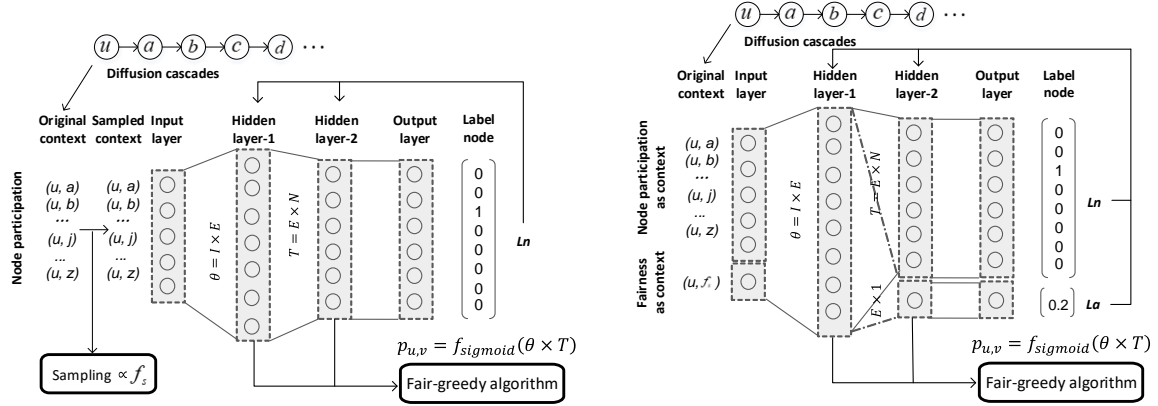 u a b c d ...
Diffusion cascades
Original context
Sampled context
Input layer
Hidden layer-1
Hidden layer-2
Output layer
Label node
Node participation
(u, a)
(u, b)
...
(u, j)
...
(u, z)
(u, a)
(u, b)
...
(u, j)
...
(u, z)
θ = I × E
T = E × N
0
0
1
0
0
0
0
Ln
Sampling ∝ fs
p_{u,v} = f_{sigmoid}(θ × T)
Fair-greedy algorithm
u a b c d ...
Diffusion cascades
Original context
Input layer
Hidden layer-1
Hidden layer-2
Output layer
Label node
Node participation as context
Fairness as context
(u, a)
(u, b)
...
(u, j)
...
(u, z)
θ = I × E
T = E × N
E × 1
0
0
1
0
0
0
0
0.2
Ln
La
p_{u,v} = f_{sigmoid}(θ × T)
Fair-greedy algorithm